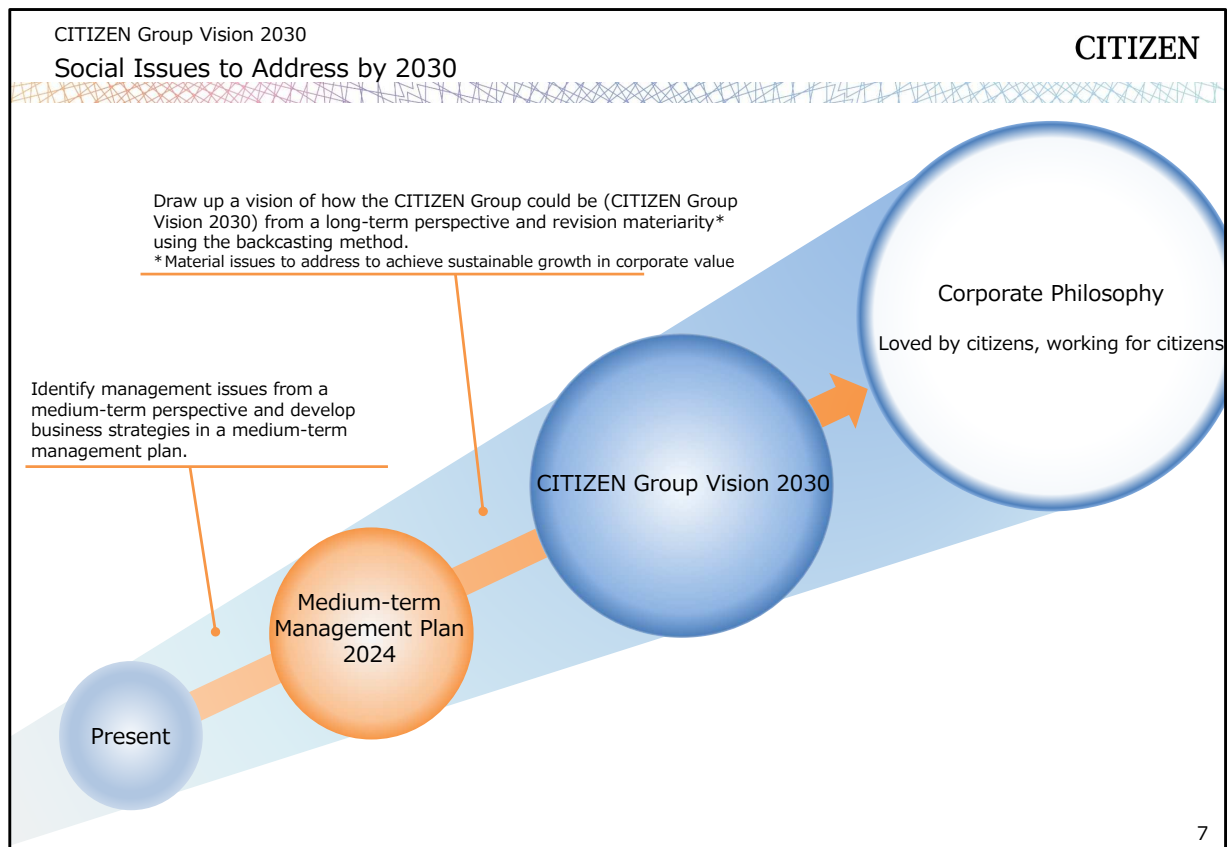 CITIZEN Group Vision 2030
Social Issues to Address by 2030
CITIZEN
Draw up a vision of how the CITIZEN Group could be (CITIZEN Group
Vision 2030) from a long-term perspective and revision materiarity*
using the backcasting method.
*Material issues to address to achieve sustainable growth in corporate value
Corporate Philosophy
Loved by citizens, working for citizens
Identify management issues from a
medium-term perspective and develop
business strategies in a medium-term
management plan.
CITIZEN Group Vision 2030
Medium-term
Management Plan
2024
Present
7